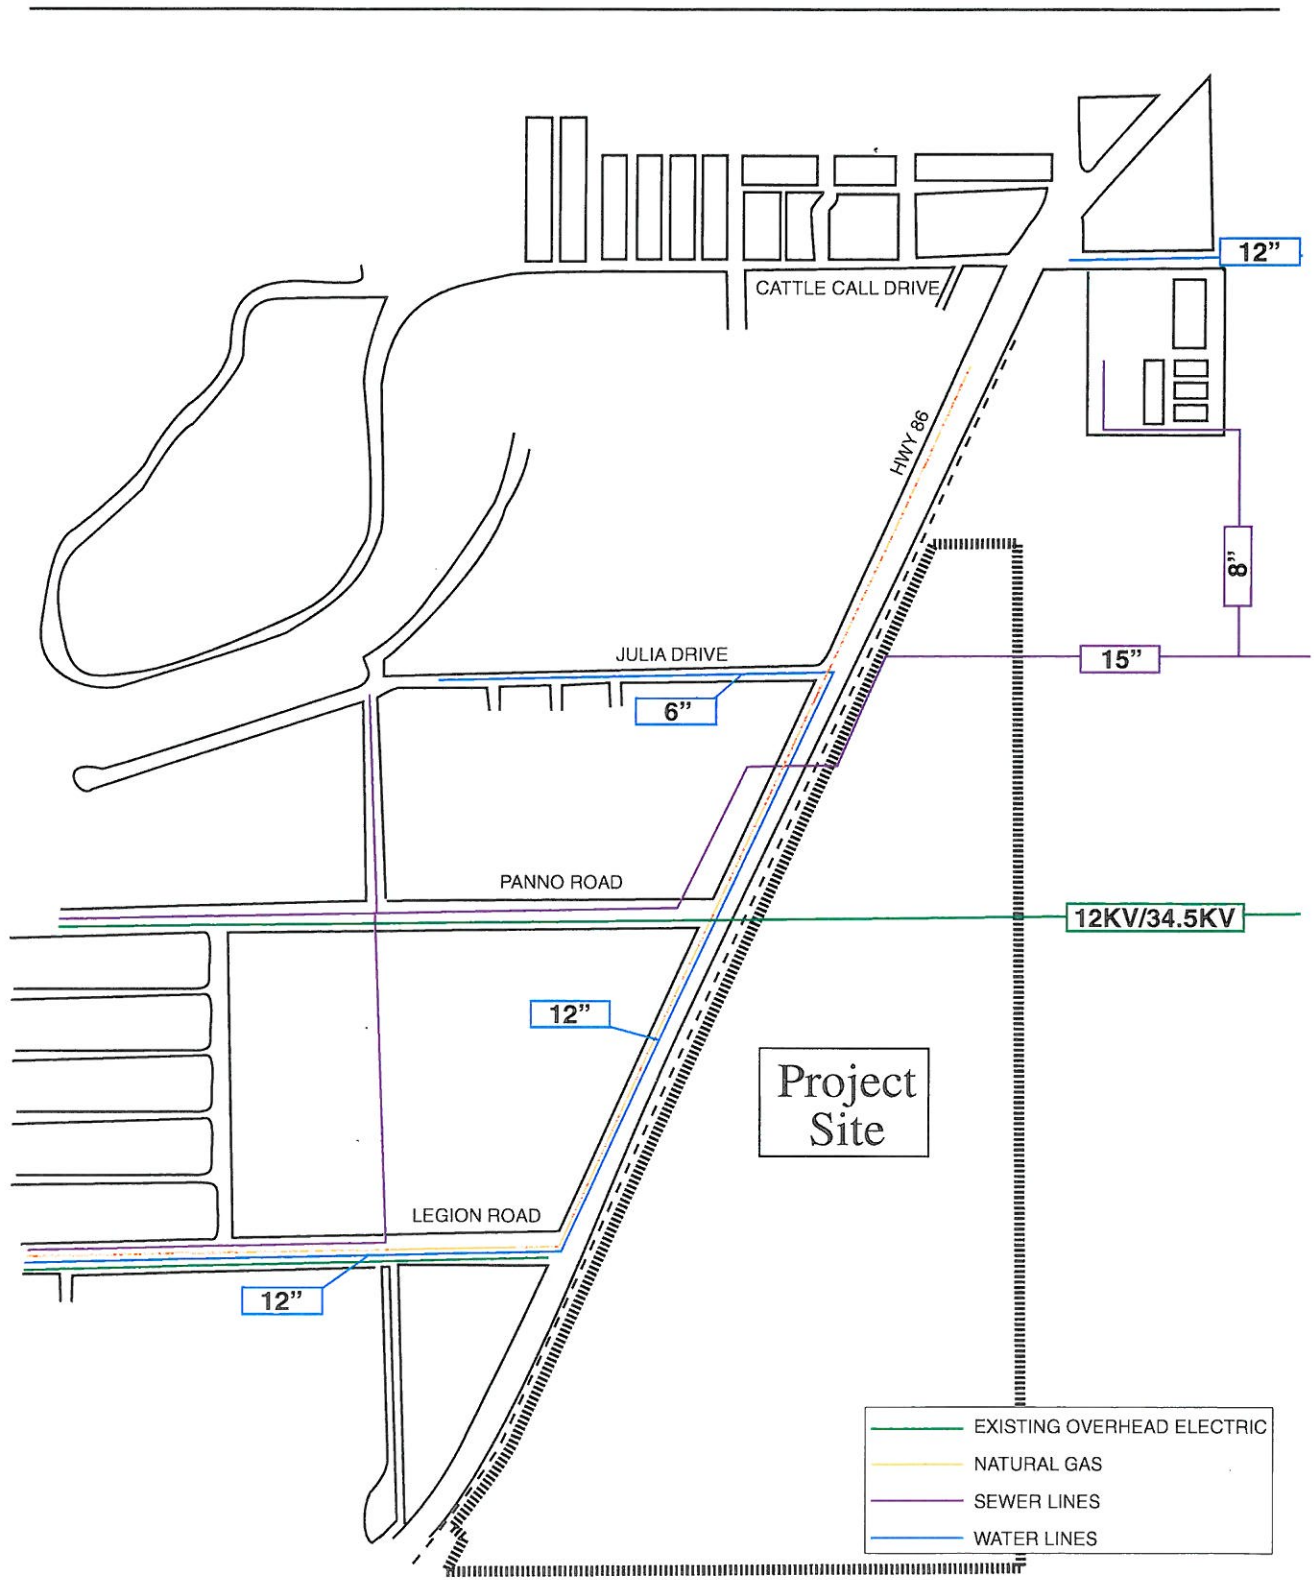 12”
CATTLE CALL DRIVE
HWY 86
8”
JULIA DRIVE
15”
6”
PANNO ROAD
12KV/34.5KV
12”
Project
Site
LEGION ROAD
12”
EXISTING OVERHEAD ELECTRIC
NATURAL GAS
SEWER LINES
WATER LINES